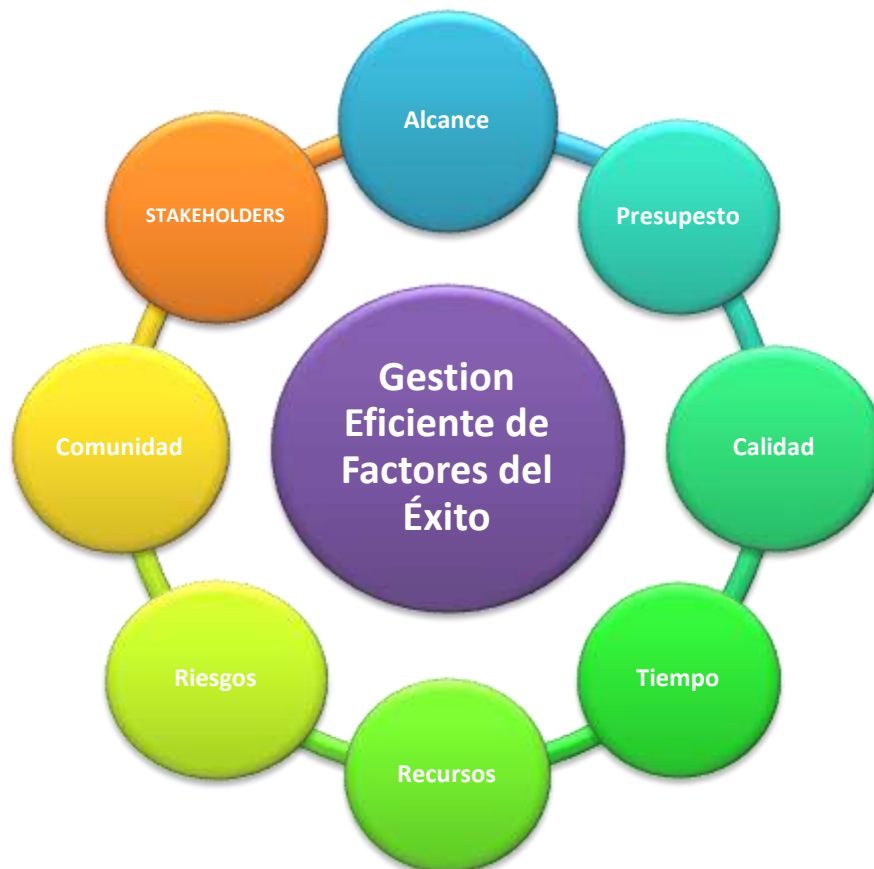 Alcance
Presupesto
Calidad
Tiempo
Recursos
Riesgos
Comunidad
STAKEHOLDERS
Gestion
Eficiente de
Factores del
Éxito